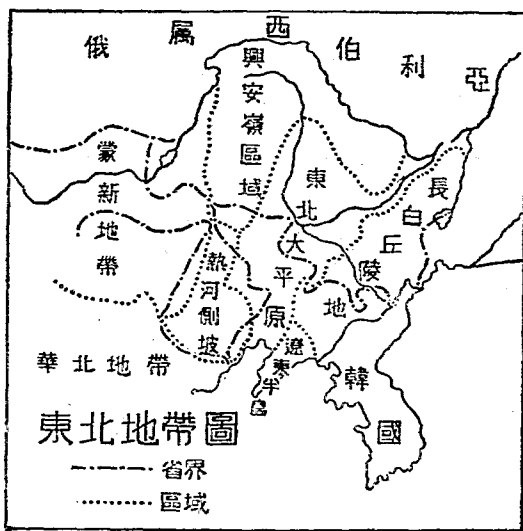 俄屬西伯利亞
興安嶺區域
蒙新地帶
東北大平原
長白丘陵地
熱河側坡
遼東半島
華北地帶
韓國
東北地帶圖
省界
區域